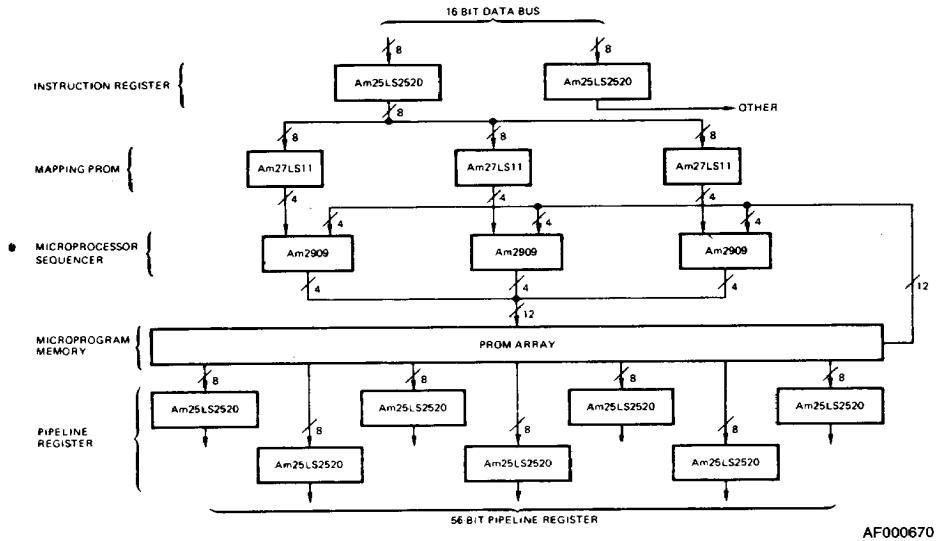 16 BIT DATA BUS
8
8
INSTRUCTION REGISTER
Am25LS2520
Am25LS2520
8
OTHER
8
8
8
MAPPING PROM
Am27LS11
Am27LS11
Am27LS11
4
4
4
4
4
4
MICROPROCESSOR
SEQUENCER
Am2909
Am2909
Am2909
4
4
4
12
12
MICROPROGRAM
MEMORY
PROM ARRAY
8
8
8
8
Am25LS2520
Am25LS2520
Am25LS2520
Am25LS2520
PIPELINE
REGISTER
8
8
8
Am25LS2520
Am25LS2520
Am25LS2520
56-BIT PIPELINE REGISTER
AF000670